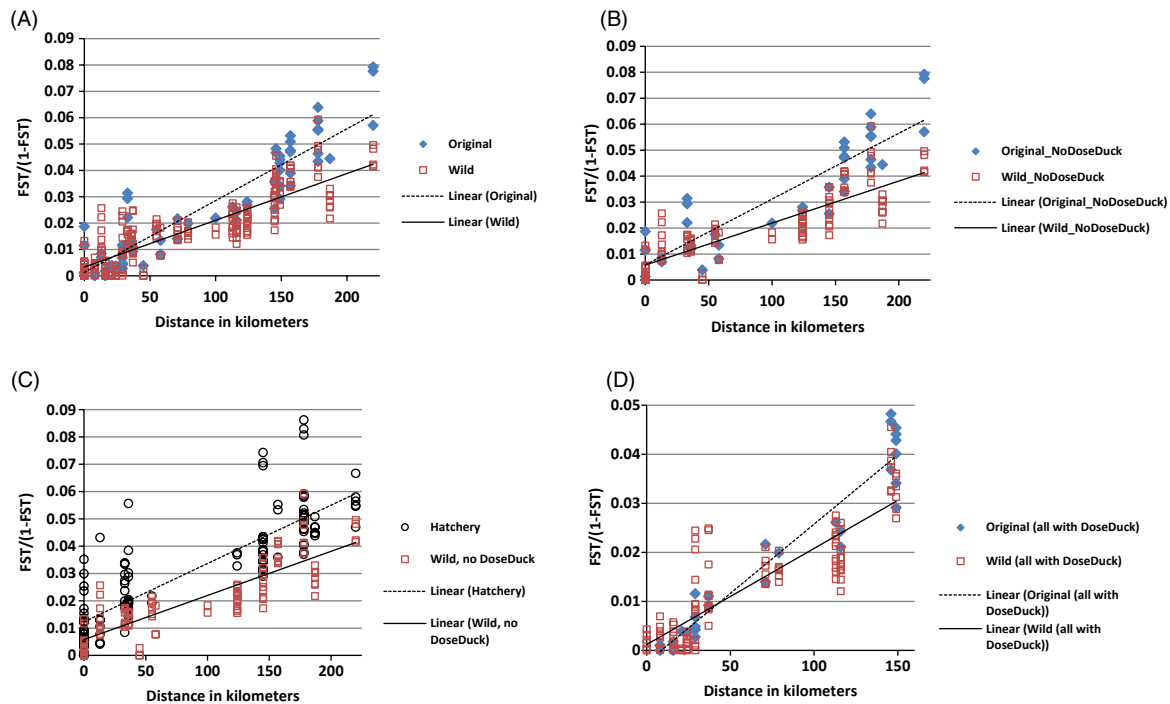 (A)
FST/(1-FST)
0.09
0.08
0.07
0.06
0.05
0.04
0.03
0.02
0.01
0
0 50 100 150 200
Distance in kilometers
Original
Wild
Linear (Original)
Linear (Wild)
(B)
FST/(1-FST)
0.09
0.08
0.07
0.06
0.05
0.04
0.03
0.02
0.01
0
0 50 100 150 200
Distance in kilometers
Original_NoDoseDuck
Wild_NoDoseDuck
Linear (Original_NoDoseDuck)
Linear (Wild_NoDoseDuck)
(C)
FST/(1-FST)
0.09
0.08
0.07
0.06
0.05
0.04
0.03
0.02
0.01
0.00
0 50 100 150 200
Distance in kilometers
Hatchery
Wild, no DoseDuck
Linear (Hatchery)
Linear (Wild, no
DoseDuck)
(D)
FST/(1-FST)
0.05
0.04
0.03
0.02
0.01
0.00
0 50 100 150
Distance in kilometers
Original (all with DoseDuck)
Wild (all with DoseDuck)
Linear (Original (all with
DoseDuck))
Linear (Wild (all with
DoseDuck))